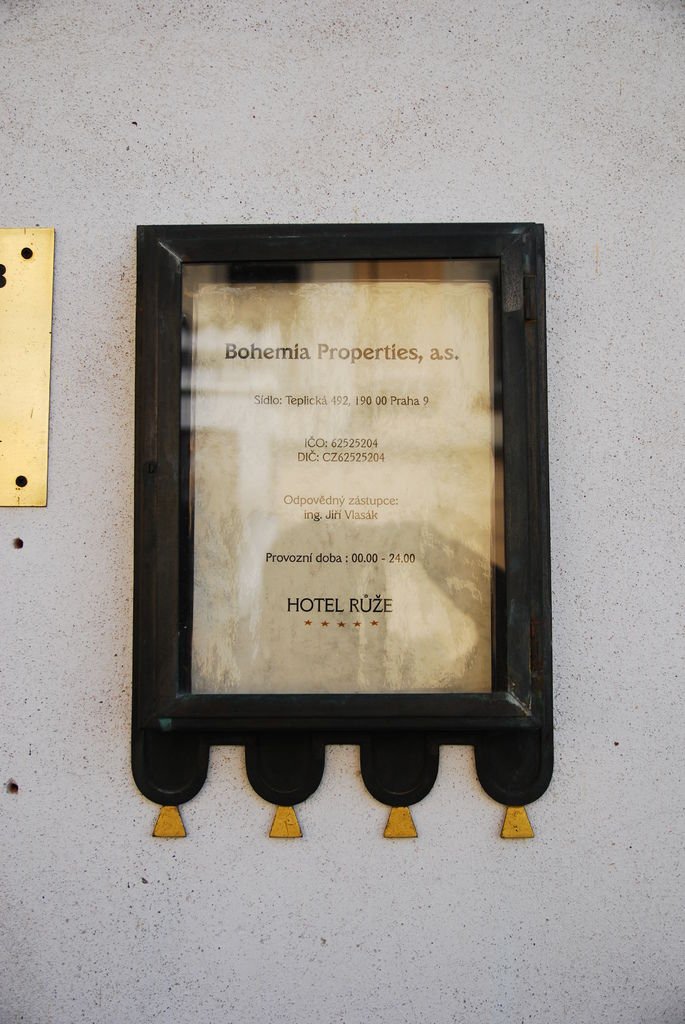 Bohemia Properties, a.s.
Sídlo: Teplická 492, 190 00 Praha 9
IČO: 62525204
DIČ: CZ62525204
Odpovědný zástupce:
ing. Jiří Vlasák
Provozní doba : 00.00 - 24.00
HOTEL RŮŽE
★ ★ ★ ★ ★